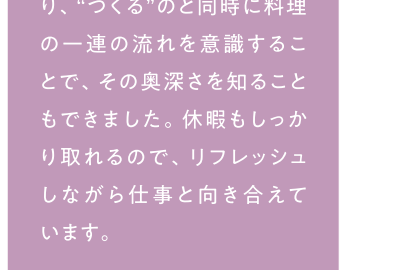 り、“つくる”のと同時に料理
の一連の流れを意識するこ
とで、その奥深さを知ること
もできました。休暇もしっか
り取れるので、リフレッシュ
しながら仕事と向き合えて
います。